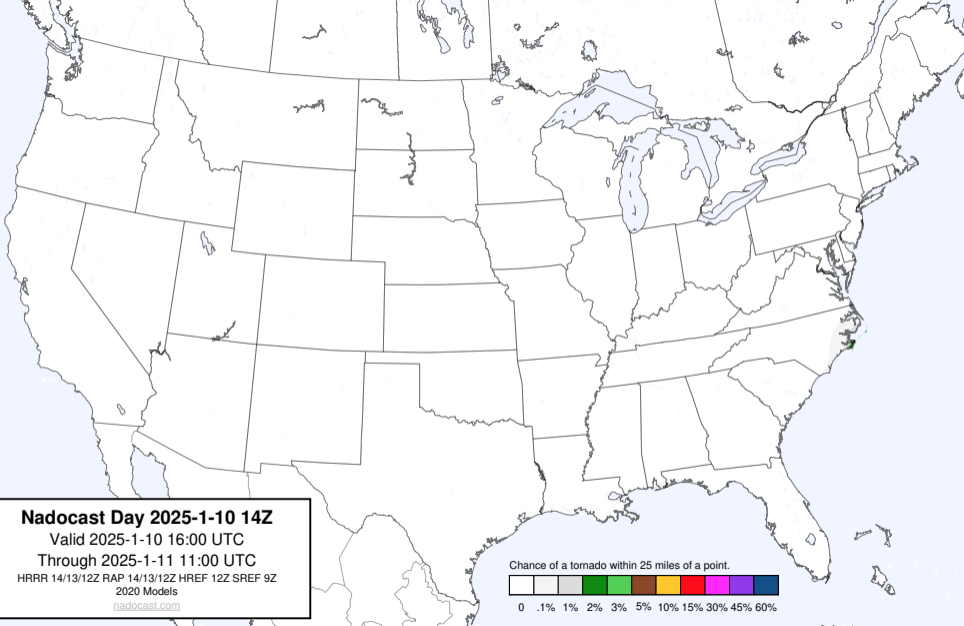 Nadocast Day 2025-1-10 14Z
Valid 2025-1-10 16:00 UTC
Through 2025-1-11 11:00 UTC
HRRR 14/13/12Z RAP 14/13/12Z HREF 12Z SREF 9Z
2020 Models
nadocast.com
Chance of a tornado within 25 miles of a point.
0 .1% 1% 2% 3% 5% 10% 15% 30% 45% 60%